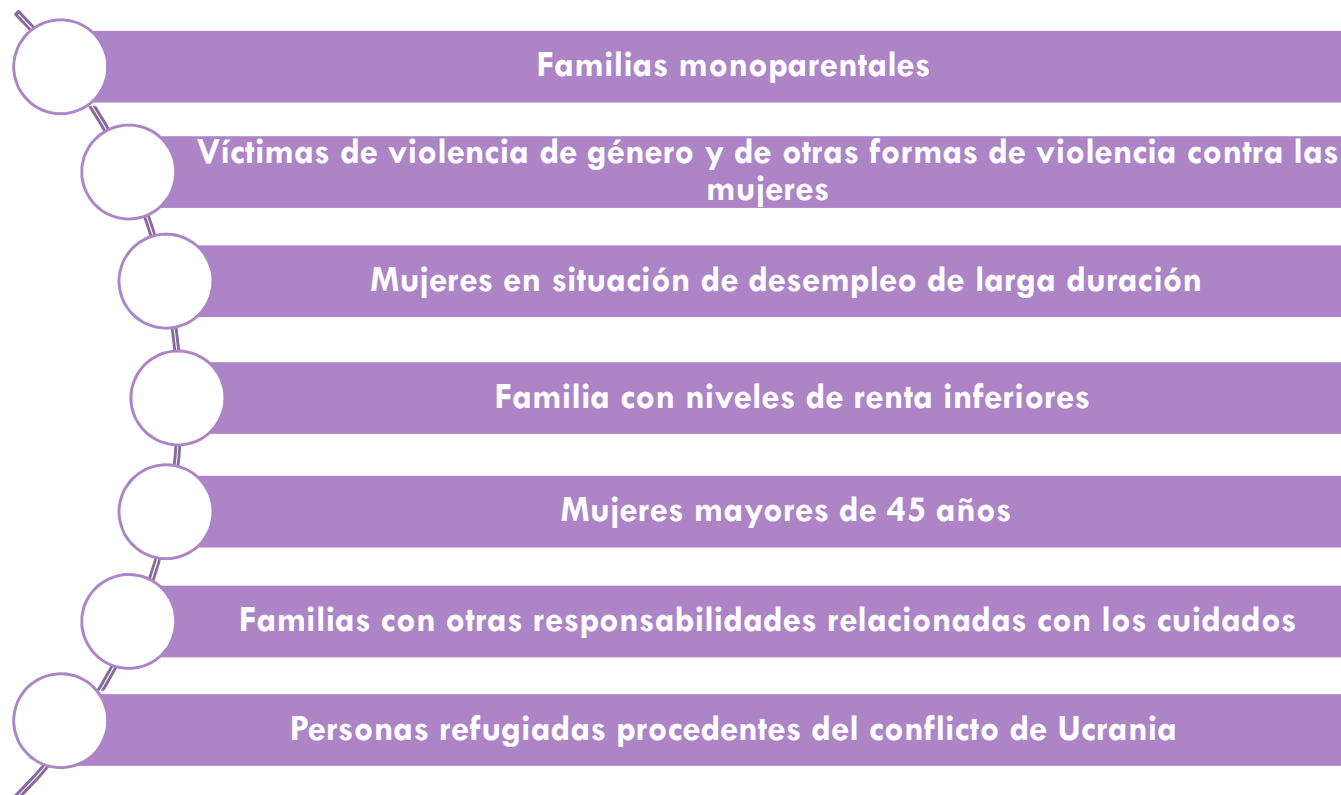 Familias monoparentales
Víctimas de violencia de género y de otras formas de violencia contra las
mujeres
Mujeres en situación de desempleo de larga duración
Familia con niveles de renta inferiores
Mujeres mayores de 45 años
Familias con otras responsabilidades relacionadas con los cuidados
Personas refugiadas procedentes del conflicto de Ucrania